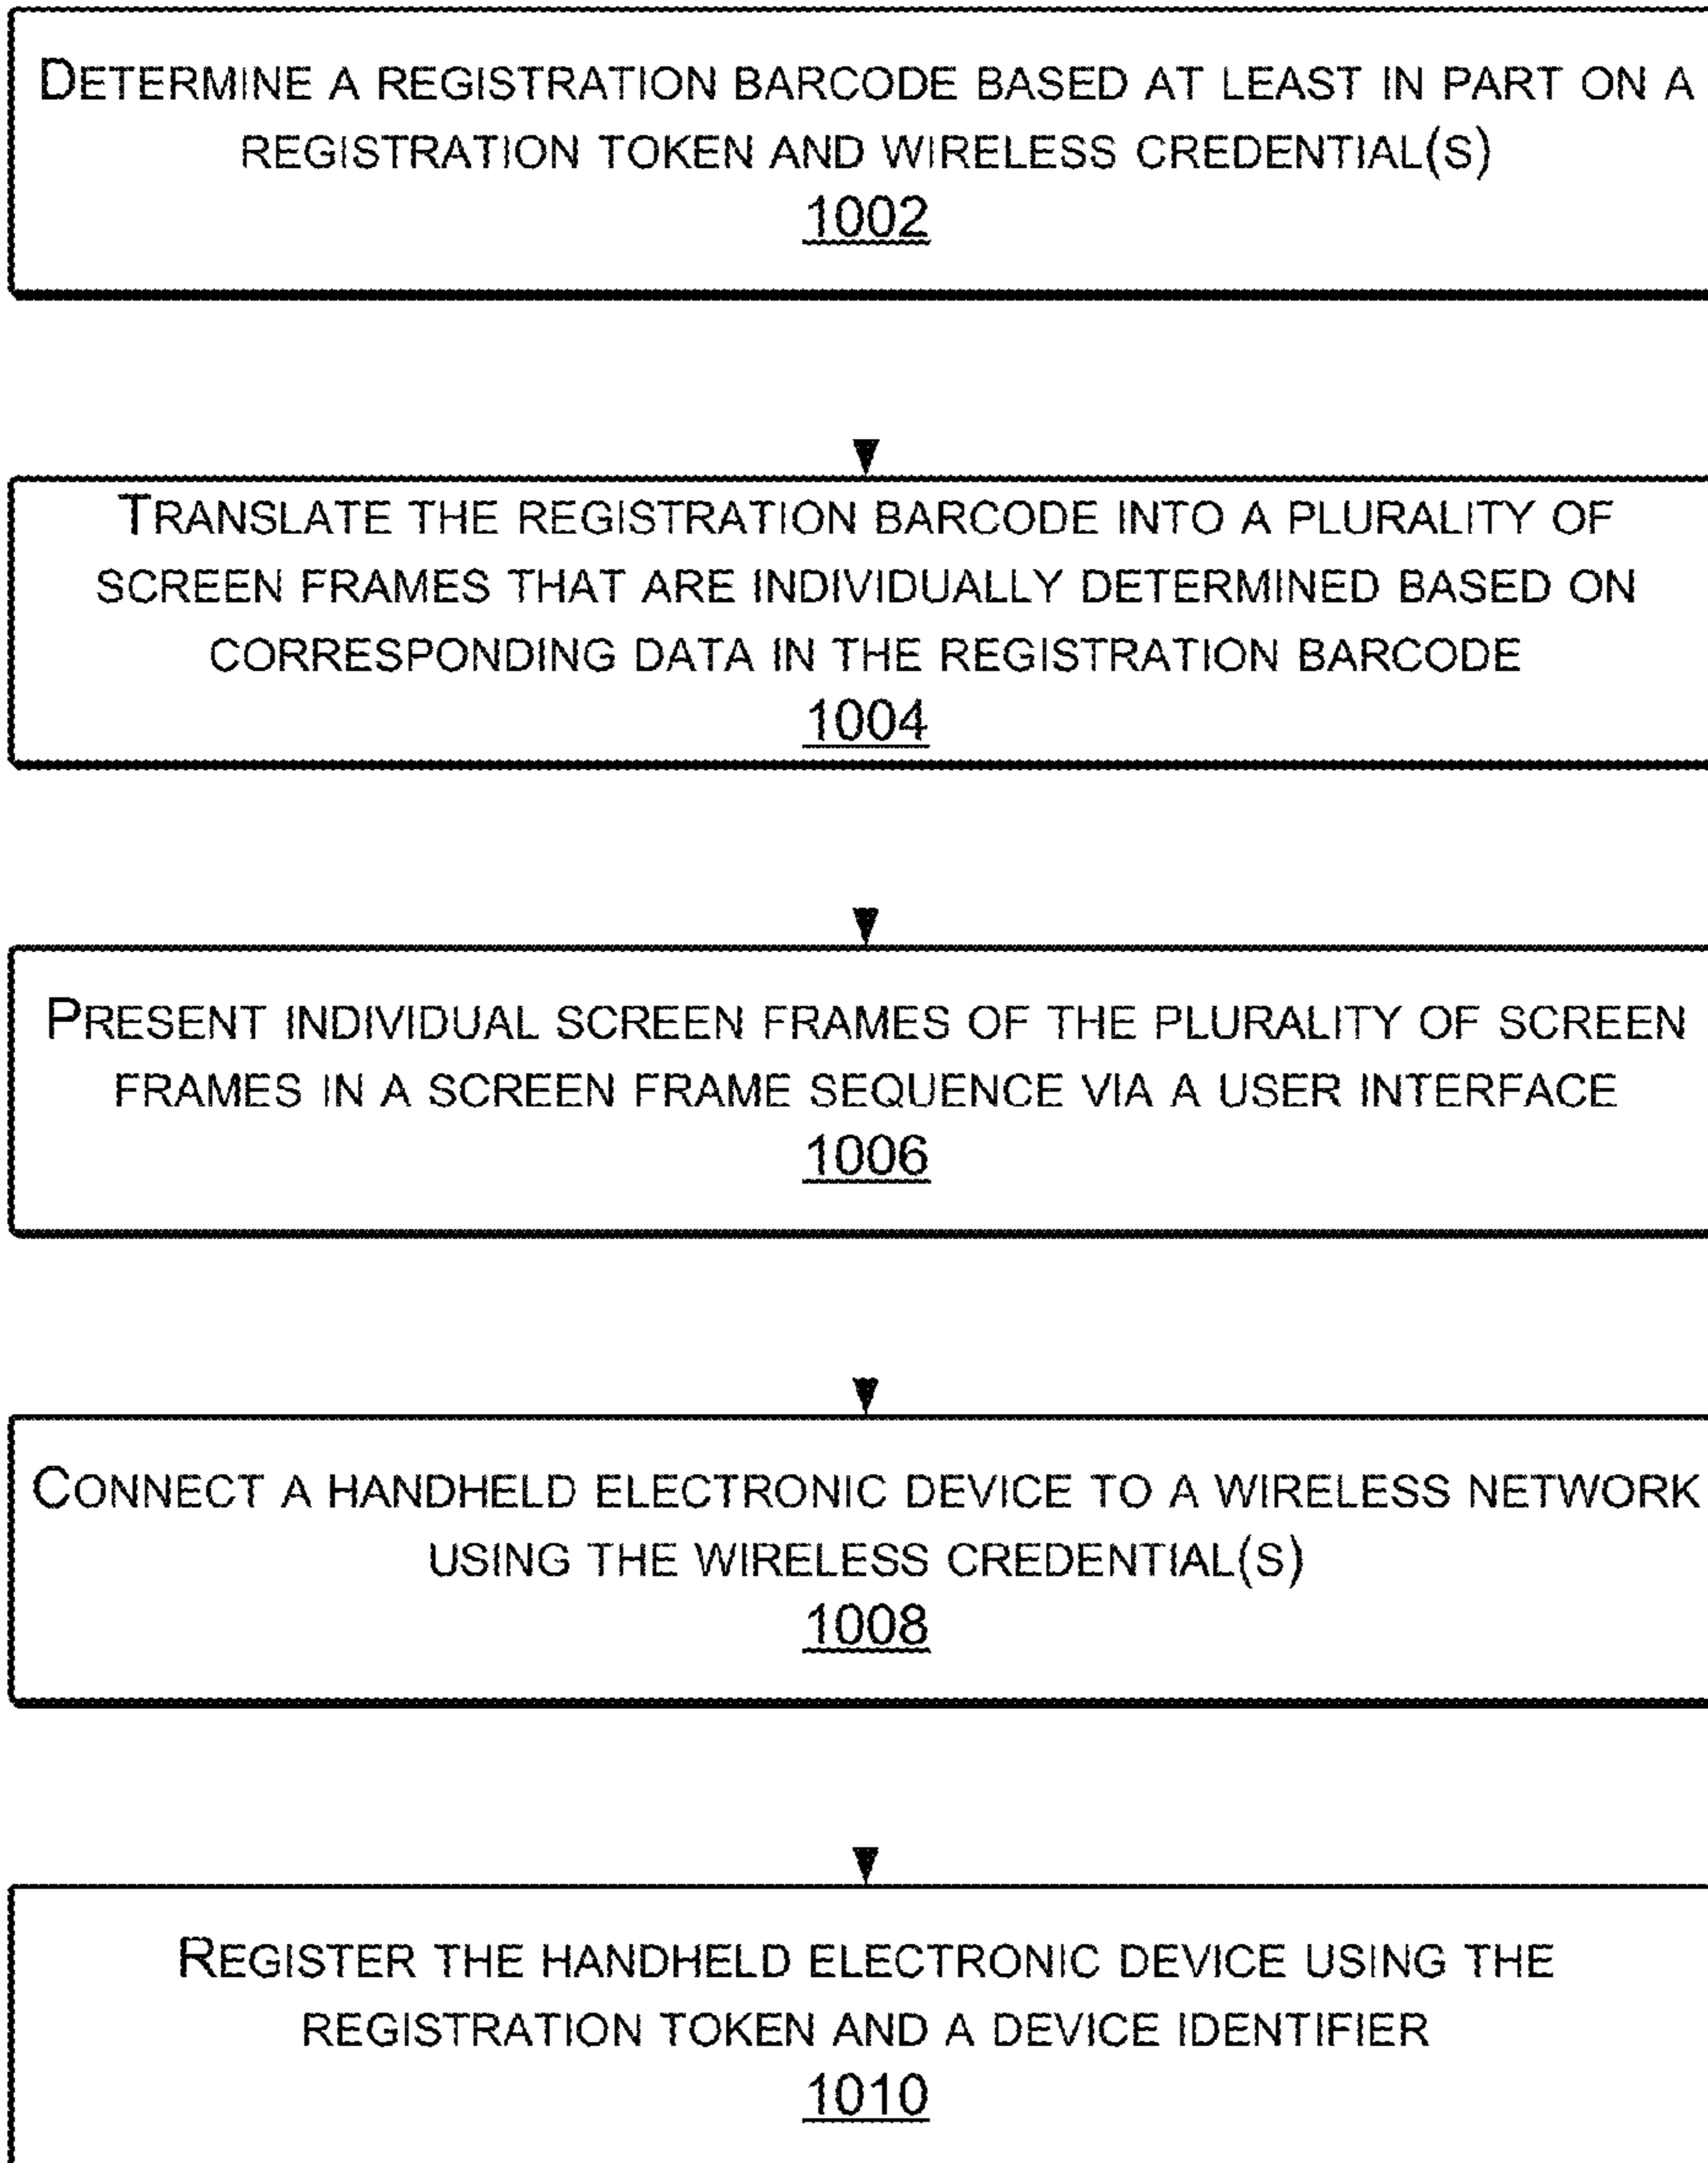 DETERMINE A REGISTRATION BARCODE BASED AT LEAST IN PART ON A
REGISTRATION TOKEN AND WIRELESS CREDENTIAL(S)
1002
TRANSLATE THE REGISTRATION BARCODE INTO A PLURALITY OF
SCREEN FRAMES THAT ARE INDIVIDUALLY DETERMINED BASED ON
CORRESPONDING DATA IN THE REGISTRATION BARCODE
1004
PRESENT INDIVIDUAL SCREEN FRAMES OF THE PLURALITY OF SCREEN
FRAMES IN A SCREEN FRAME SEQUENCE VIA A USER INTERFACE
1006
CONNECT A HANDHELD ELECTRONIC DEVICE TO A WIRELESS NETWORK
USING THE WIRELESS CREDENTIAL(S)
1008
REGISTER THE HANDHELD ELECTRONIC DEVICE USING THE
REGISTRATION TOKEN AND A DEVICE IDENTIFIER
1010